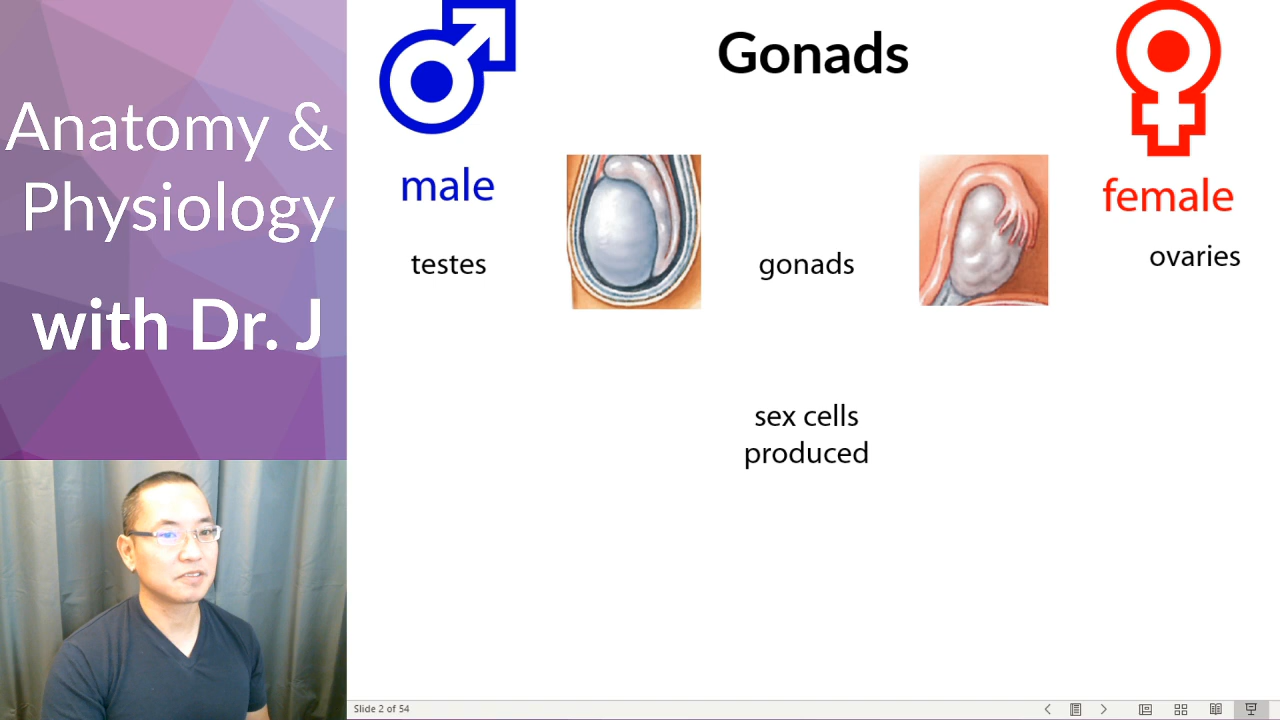 Anatomy &
Physiology
with Dr. J
Gonads
male
female
testes
gonads
ovaries
sex cells
produced
Slide 2 of 54